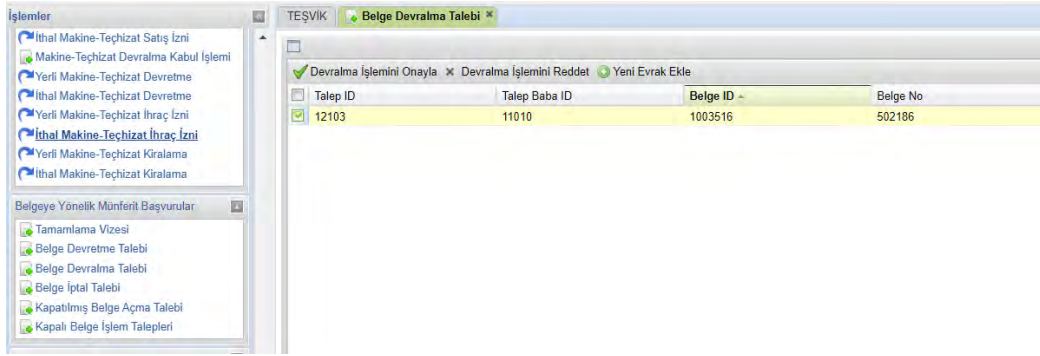 İşlemler
İthal Makine-Teçhizat Satış İzni
Makine-Teçhizat Devralma Kabul İşlemi
Yerli Makine-Teçhizat Devretme
İthal Makine-Teçhizat Devretme
Yerli Makine-Teçhizat İhraç İzni
İthal Makine-Teçhizat İhraç İzni
Yerli Makine-Teçhizat Kiralama
İthal Makine-Teçhizat Kiralama
Belgeye Yönelik Münferit Başvurular
Tamamlama Vizesi
Belge Devretme Talebi
Belge Devralma Talebi
Belge İptal Talebi
Kapatılmış Belge Açma Talebi
Kapalı Belge İşlem Talepleri
TEŞVİK Belge Devralma Talebi
Devralma İşlemini Onayla Devralma İşlemini Reddet Yeni Evrak Ekle
Talep ID Talep Baba ID Belge ID Belge No
12103 11010 1003516 502186